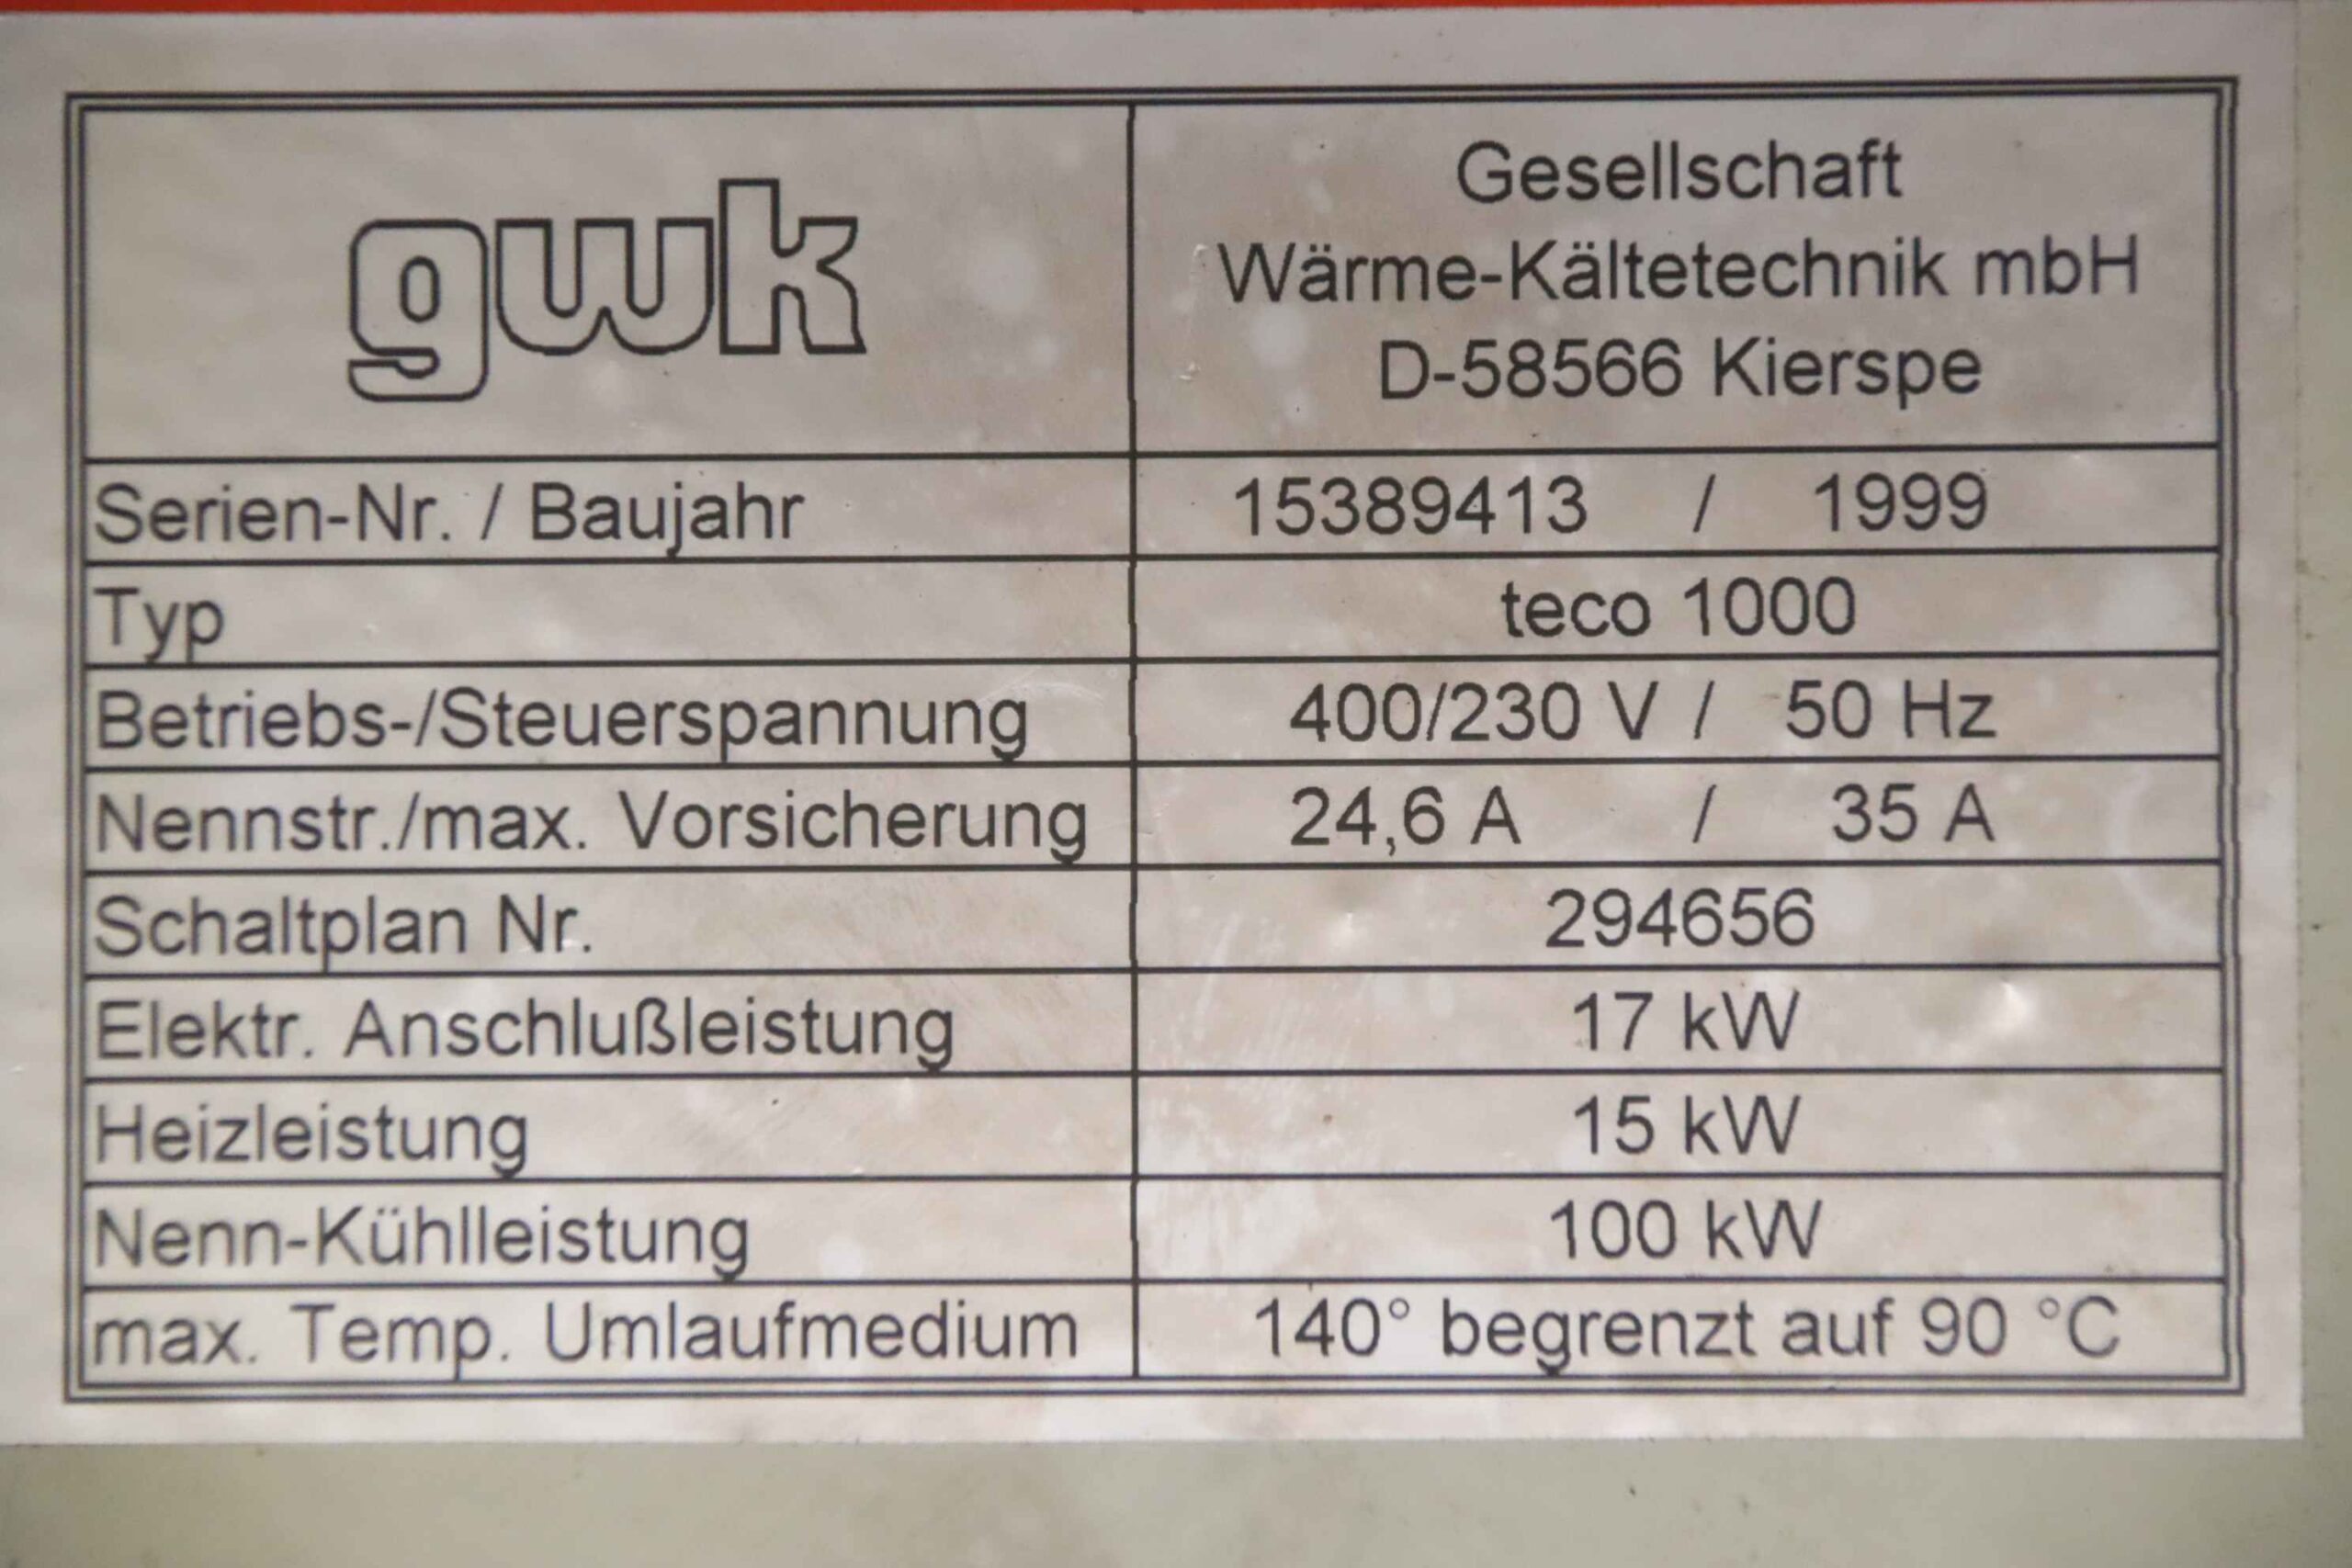 gwk
Gesellschaft
Wärme-Kältetechnik mbH
D-58566 Kierspe
Serien-Nr. / Baujahr 15389413 / 1999
Typ teco 1000
Betriebs-/Steuerspannung 400/230 V / 50 Hz
Nennstr./max. Vorsicherung 24,6 A / 35 A
Schaltplan Nr. 294656
Elektr. Anschlußleistung 17 kW
Heizleistung 15 kW
Nenn-Kühlleistung 100 kW
max. Temp. Umlaufmedium 140° begrenzt auf 90 °C